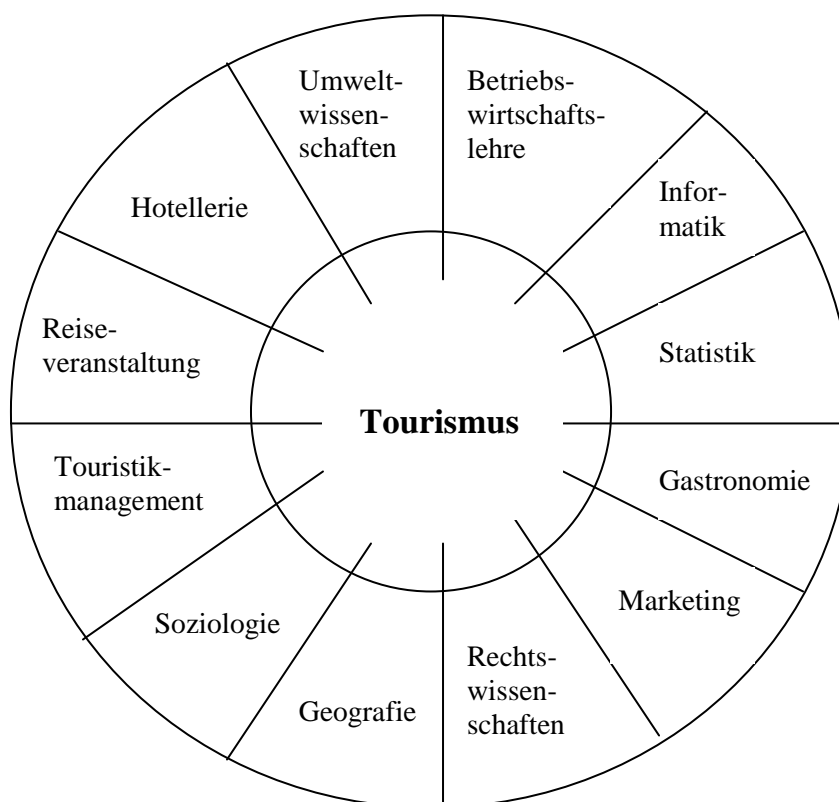 Umwelt-
wissen-
schaften
Betriebs-
wirtschafts-
lehre
Infor-
matik
Hotellerie
Reise-
veranstaltung
Statistik
Tourismus
Touristik-
management
Gastronomie
Marketing
Soziologie
Rechts-
wissen-
schaften
Geografie